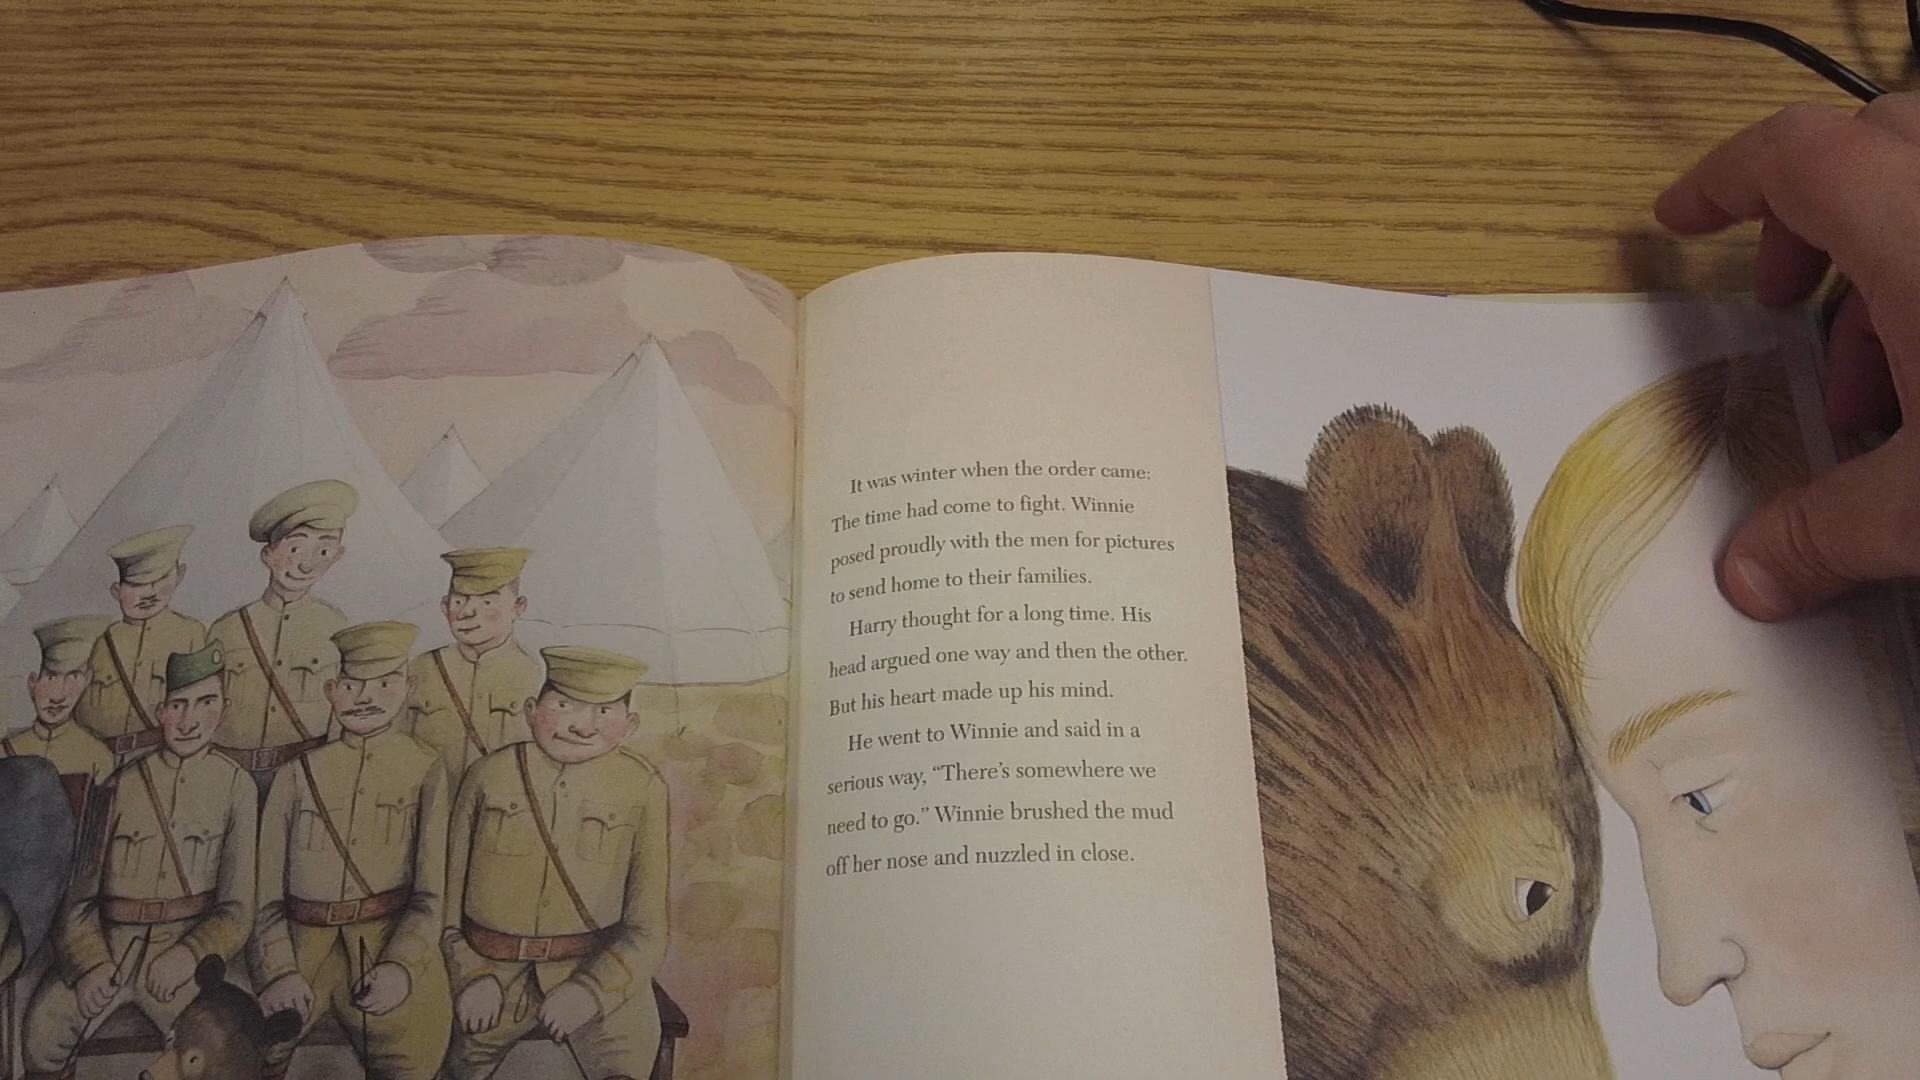 It was winter when the order came:
The time had come to fight. Winnie
posed proudly with the men for pictures
to send home to their families.
Harry thought for a long time. His
head argued one way and then the other.
But his heart made up his mind.
He went to Winnie and said in a
serious way, “There’s somewhere we
need to go.” Winnie brushed the mud
off her nose and nuzzled in close.